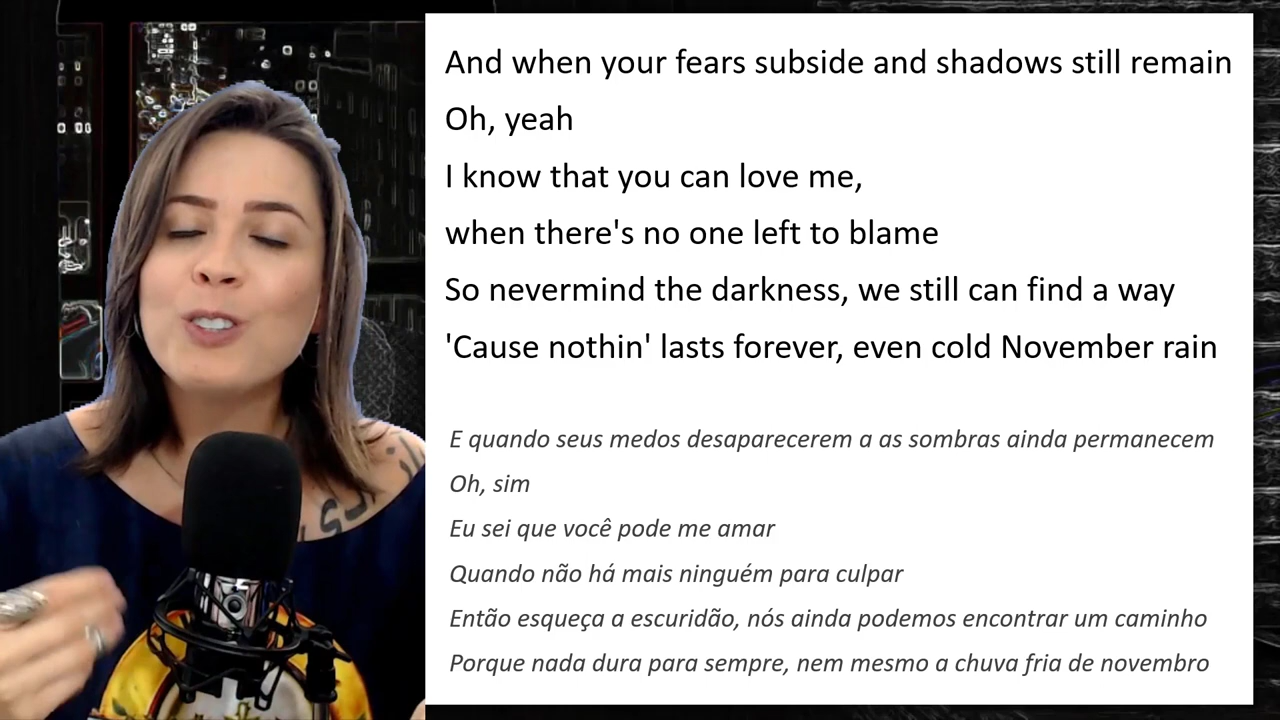 And when your fears subside and shadows still remain
Oh, yeah
I know that you can love me,
when there's no one left to blame
So nevermind the darkness, we still can find a way
'Cause nothin' lasts forever, even cold November rain
E quando seus medos desaparecerem a as sombras ainda permanecem
Oh, sim
Eu sei que você pode me amar
Quando não há mais ninguém para culpar
Então esqueça a escuridão, nós ainda podemos encontrar um caminho
Porque nada dura para sempre, nem mesmo a chuva fria de novembro